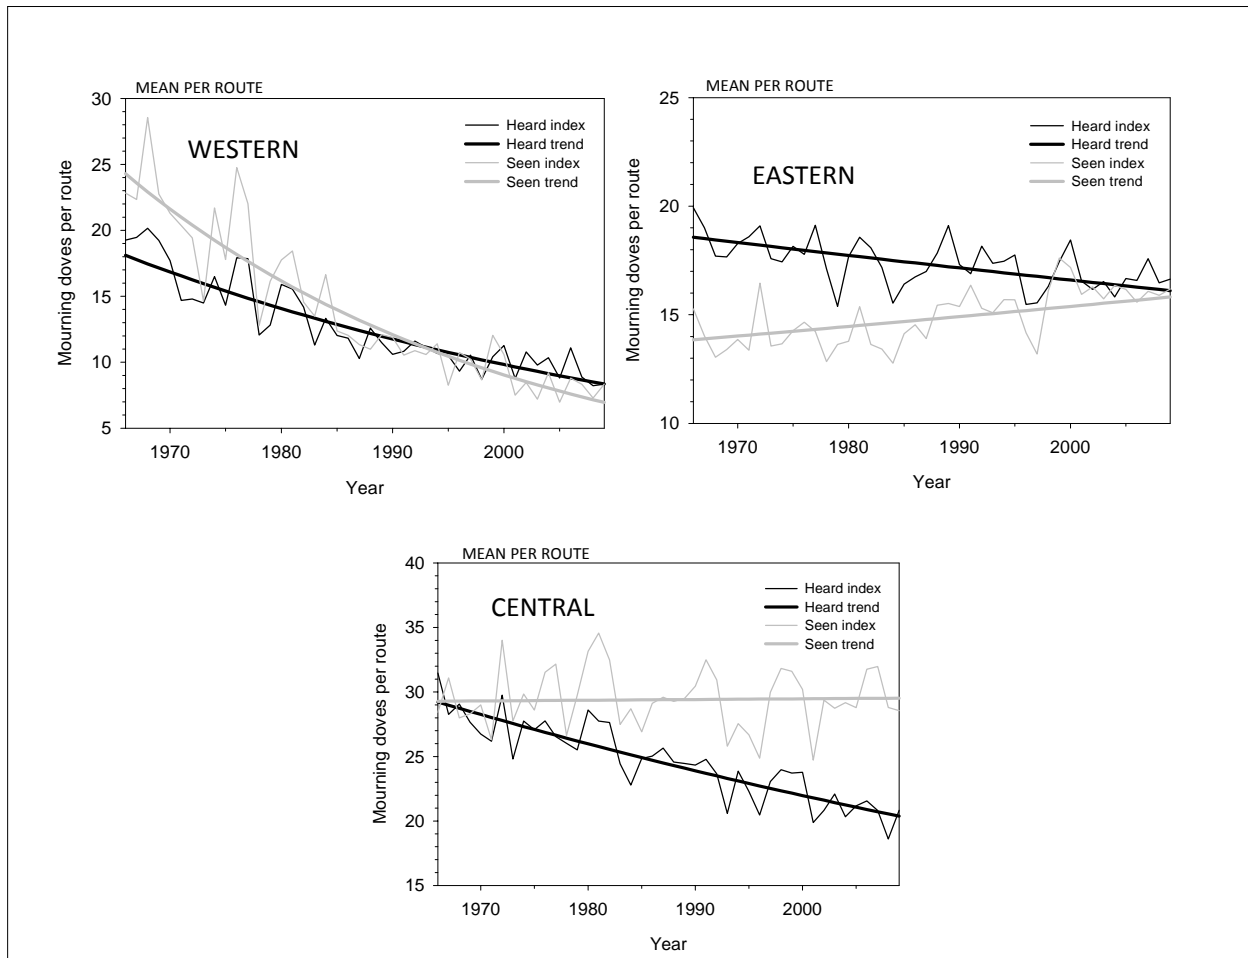 MEAN PER ROUTE
30
25
20
15
10
5
Mourning doves per route
WESTERN
Heard index
Heard trend
Seen index
Seen trend
1970 1980 1990 2000
Year
MEAN PER ROUTE
25
20
15
10
Mourning doves per route
EASTERN
Heard index
Heard trend
Seen index
Seen trend
1970 1980 1990 2000
Year
MEAN PER ROUTE
40
35
30
25
20
15
Mourning doves per route
CENTRAL
Heard index
Heard trend
Seen index
Seen trend
1970 1980 1990 2000
Year